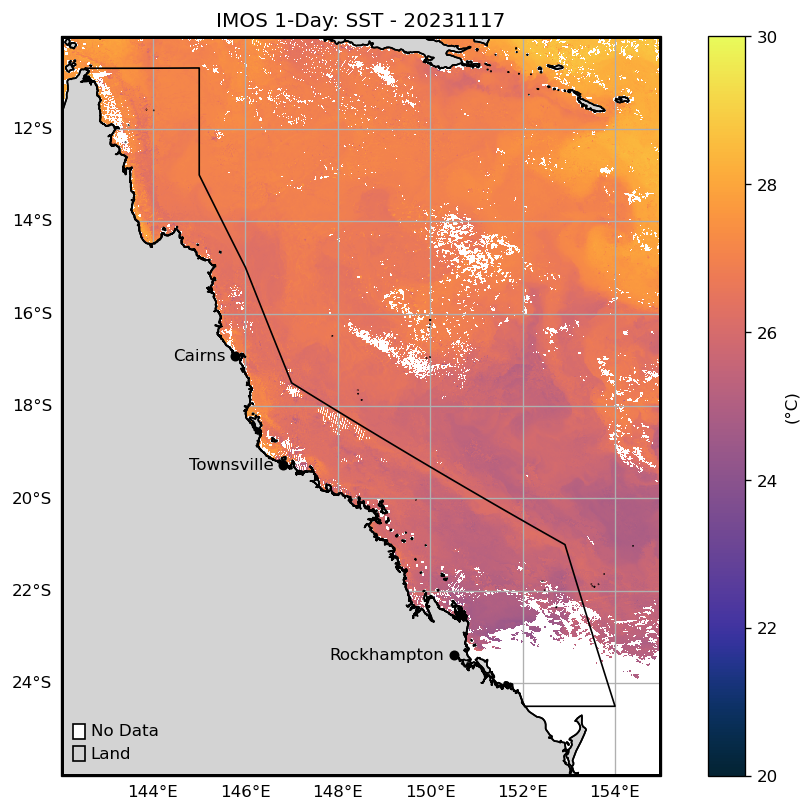 IMOS 1-Day: SST - 20231117
12°S
14°S
16°S
18°S
20°S
22°S
24°S
Cairns
Townsville
Rockhampton
No Data
Land
144°E 146°E 148°E 150°E 152°E 154°E
30
28
26
24
22
20
(°C)